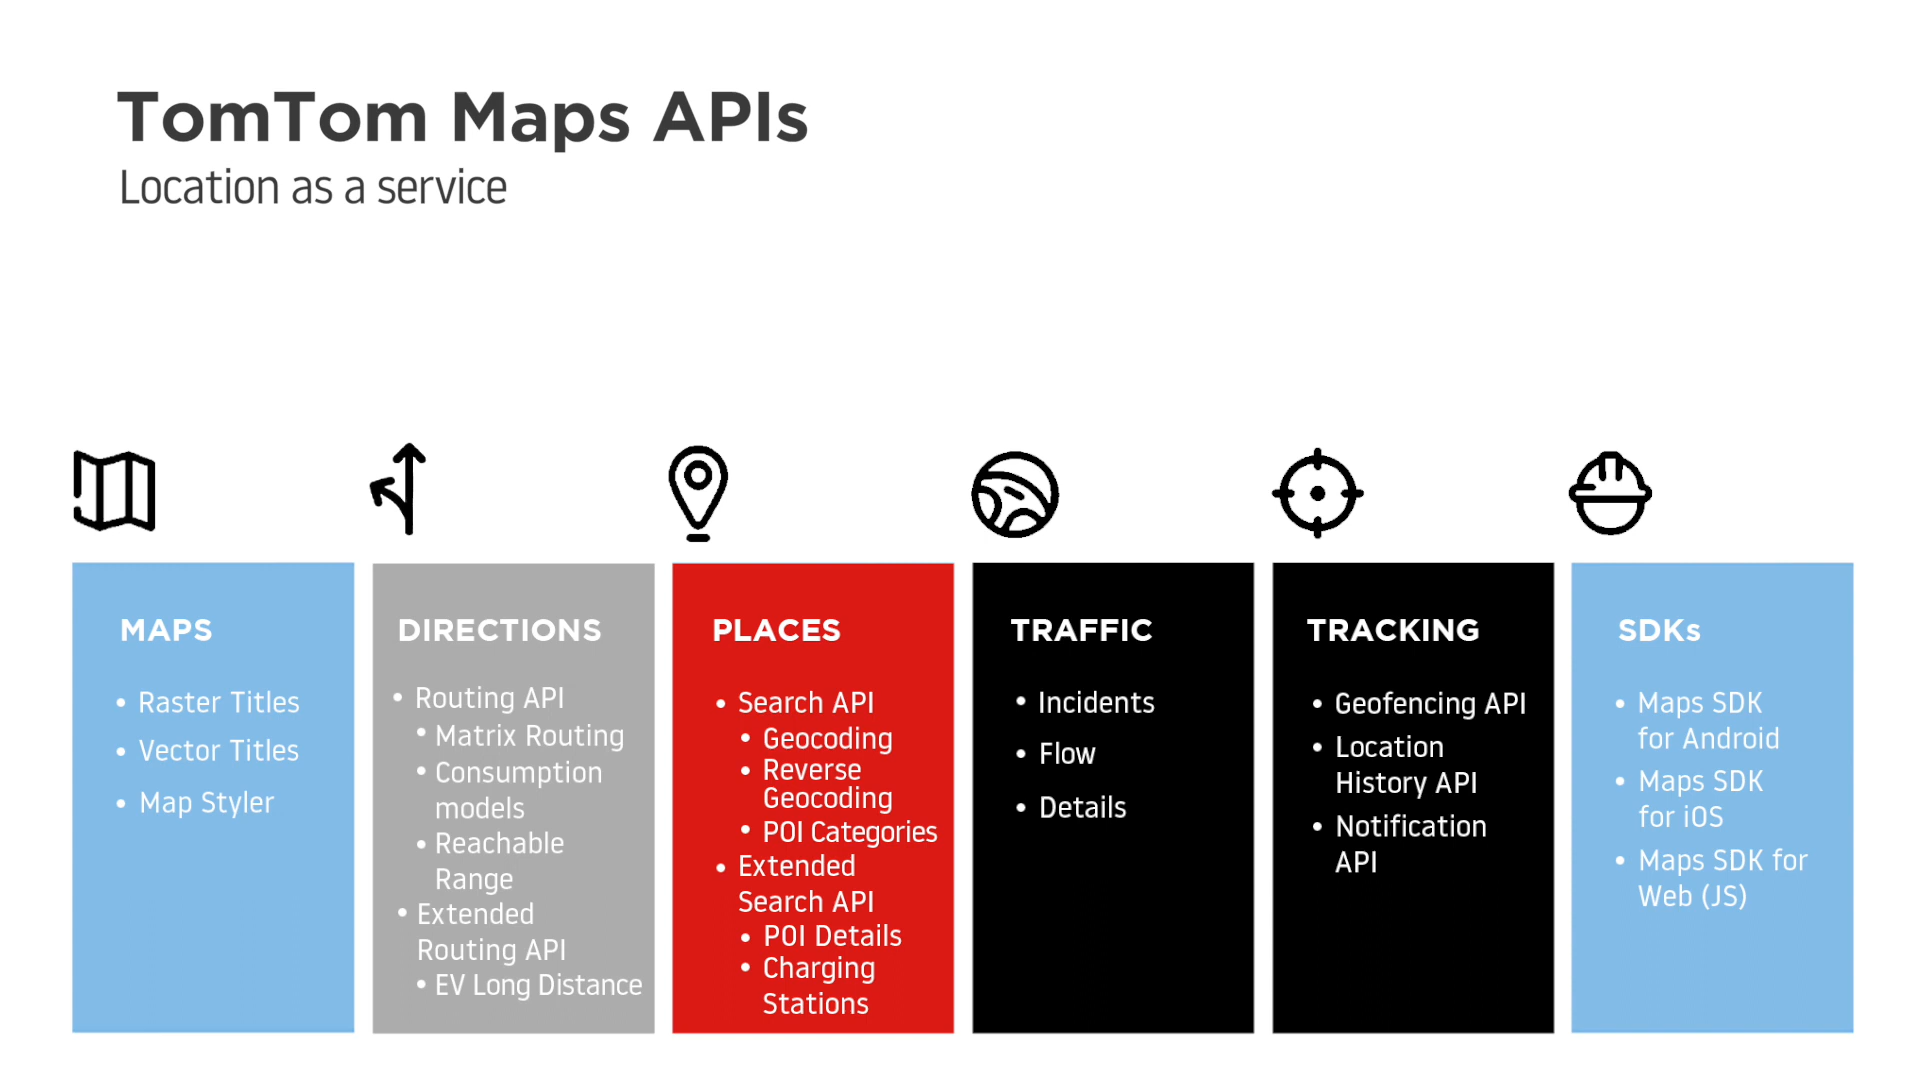 TomTom Maps APIs
Location as a service
MAPS
• Raster Titles
• Vector Titles
• Map Styler
DIRECTIONS
• Routing API
• Matrix Routing
• Consumption
models
• Reachable
Range
• Extended
Routing API
• EV Long Distance
PLACES
• Search API
• Geocoding
• Reverse
Geocoding
• POI Categories
• Extended
Search API
• POI Details
• Charging
Stations
TRAFFIC
• Incidents
• Flow
• Details
TRACKING
• Geofencing API
• Location
History API
• Notification
API
SDKs
• Maps SDK
for Android
• Maps SDK
for iOS
• Maps SDK for
Web (JS)